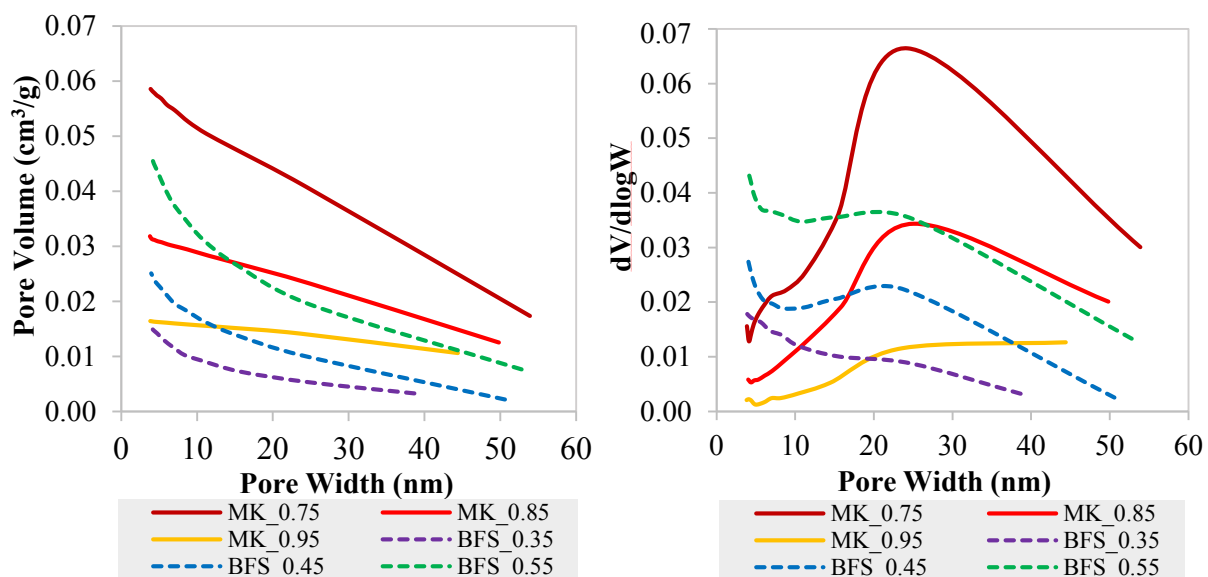 Pore Volume (cm³/g)
0.07
0.06
0.05
0.04
0.03
0.02
0.01
0.00
0 10 20 30 40 50 60
Pore Width (nm)
MK_0.75 MK_0.85
MK_0.95 BFS_0.35
BFS_0.45 BFS_0.55
dV/dlogW
0.07
0.06
0.05
0.04
0.03
0.02
0.01
0.00
0 10 20 30 40 50 60
Pore Width (nm)
MK_0.75 MK_0.85
MK_0.95 BFS_0.35
BFS_0.45 BFS_0.55